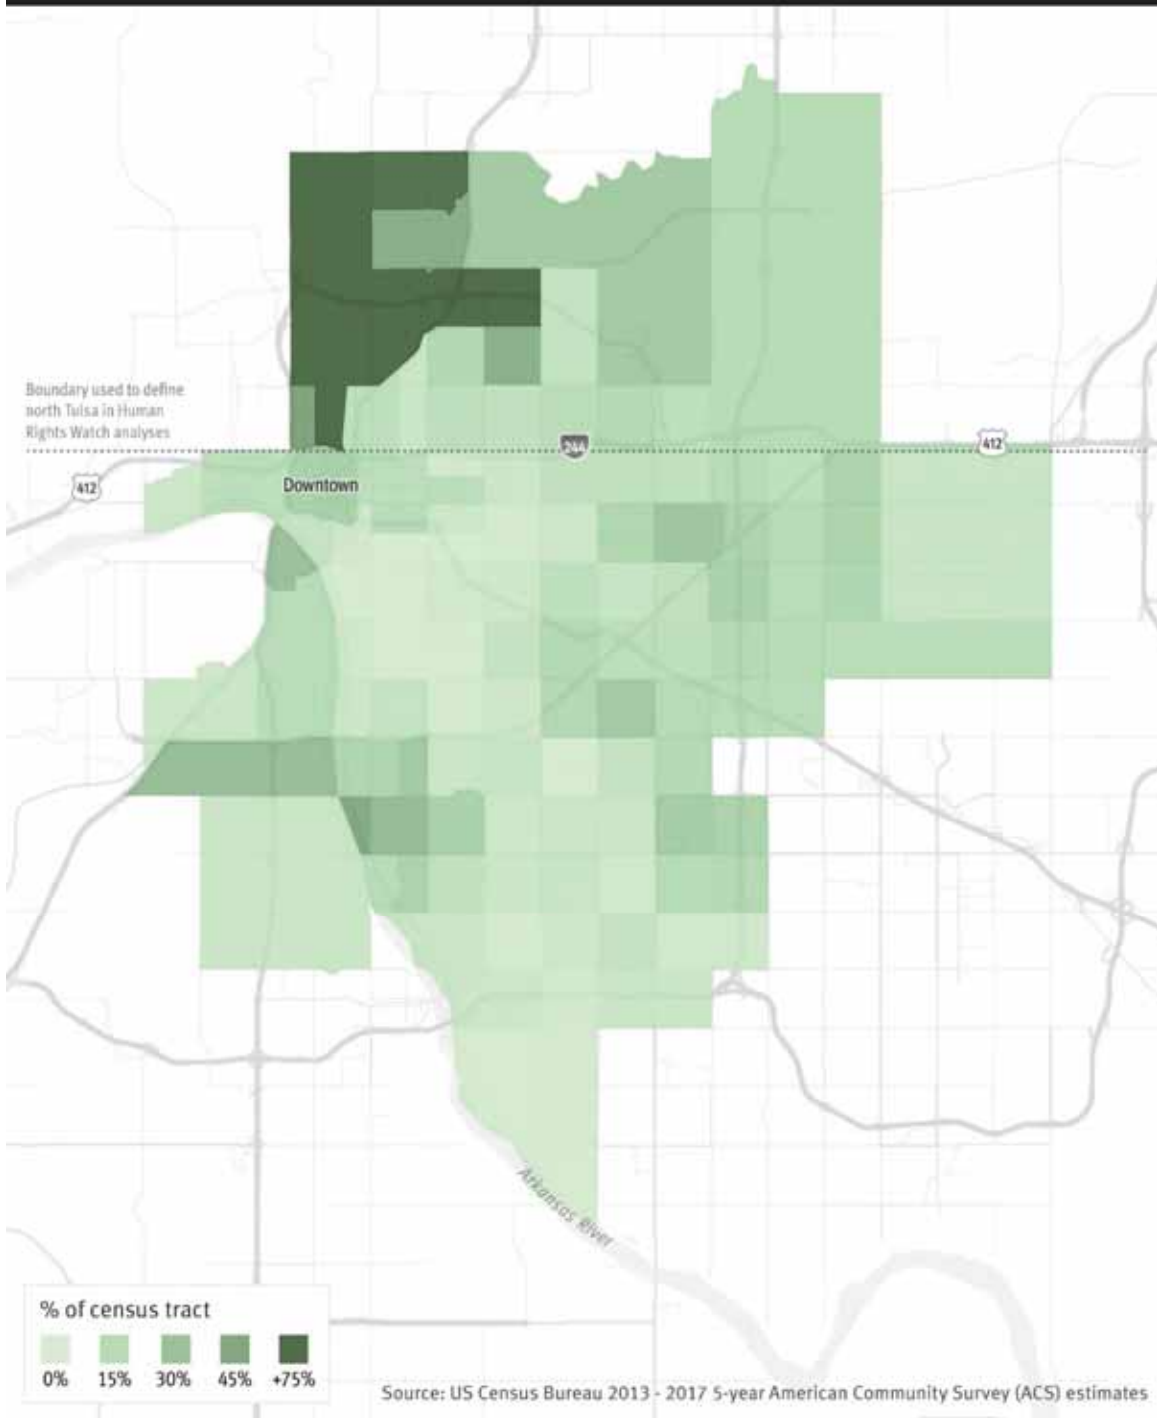 Boundary used to define
north Tulsa in Human
Rights Watch analyses
244
412
412
Downtown
Arkansas River
% of census tract
0% 15% 30% 45% +75%
Source: US Census Bureau 2013 - 2017 5-year American Community Survey (ACS) estimates